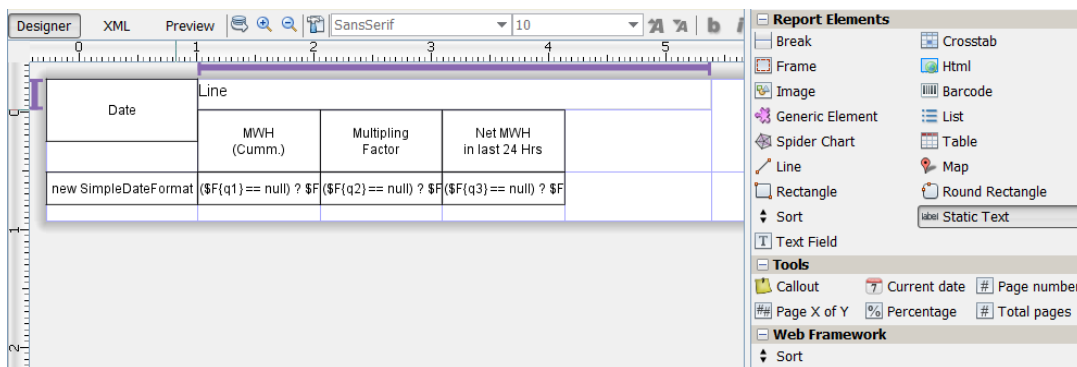 Designer XML Preview SansSerif 10 b i
0 1 2 3 4 5
0
1
2
Line
Date
MWH
(Cumm.)
Multipling
Factor
Net MWH
in last 24 Hrs
new SimpleDateFormat ($F{q1}== null) ? $F ($F{q2}== null) ? $F ($F{q3}== null) ? $F
Report Elements
Break Crosstab
Frame Html
Image Barcode
Generic Element List
Spider Chart Table
Line Map
Rectangle Round Rectangle
Sort label Static Text
T Text Field
Tools
Callout 7 Current date # Page number
## Page X of Y % Percentage # Total pages
Web Framework
Sort